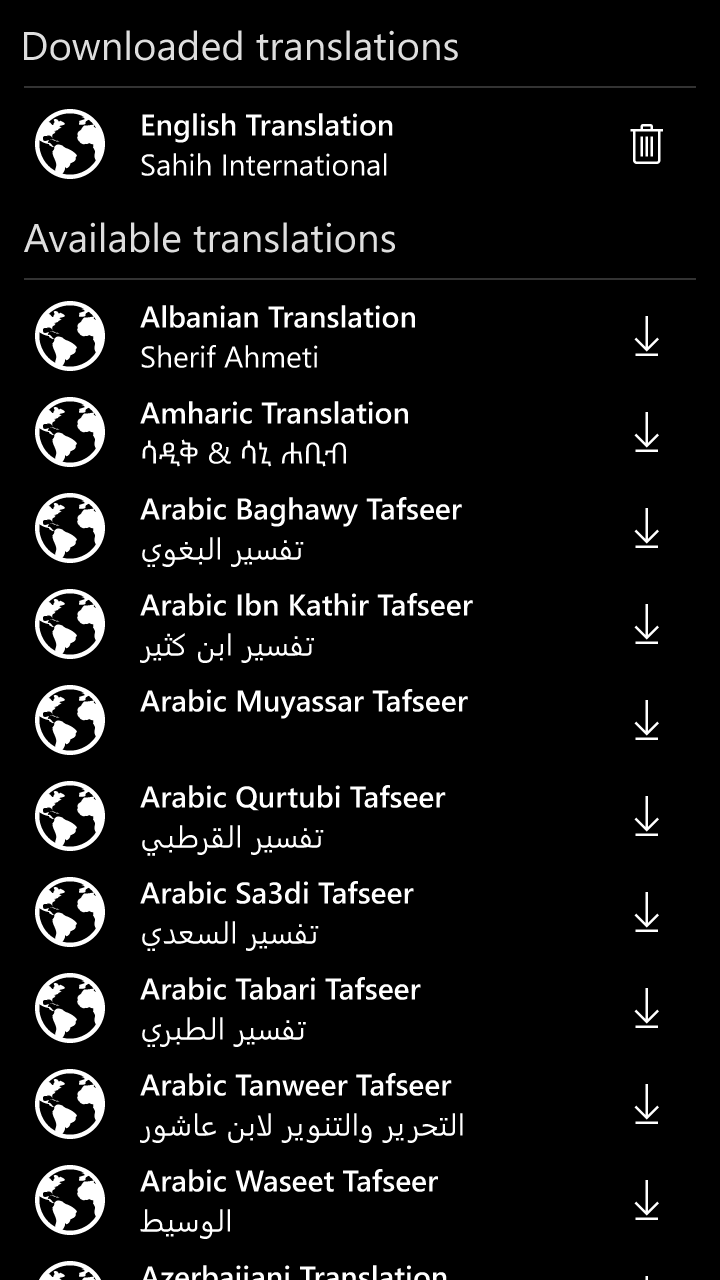 Downloaded translations
English Translation
Sahih International
Available translations
Albanian Translation
Sherif Ahmeti
Amharic Translation
ሳዲቅ & ሳኒ ሐቢብ
Arabic Baghawy Tafseer
تفسير البغوي
Arabic Ibn Kathir Tafseer
تفسير ابن كثير
Arabic Muyassar Tafseer
Arabic Qurtubi Tafseer
تفسير القرطبي
Arabic Sa3di Tafseer
تفسير السعدي
Arabic Tabari Tafseer
تفسير الطبري
Arabic Tanweer Tafseer
التحرير والتنوير لابن عاشور
Arabic Waseet Tafseer
الوسيط
Azerbaijani Translation